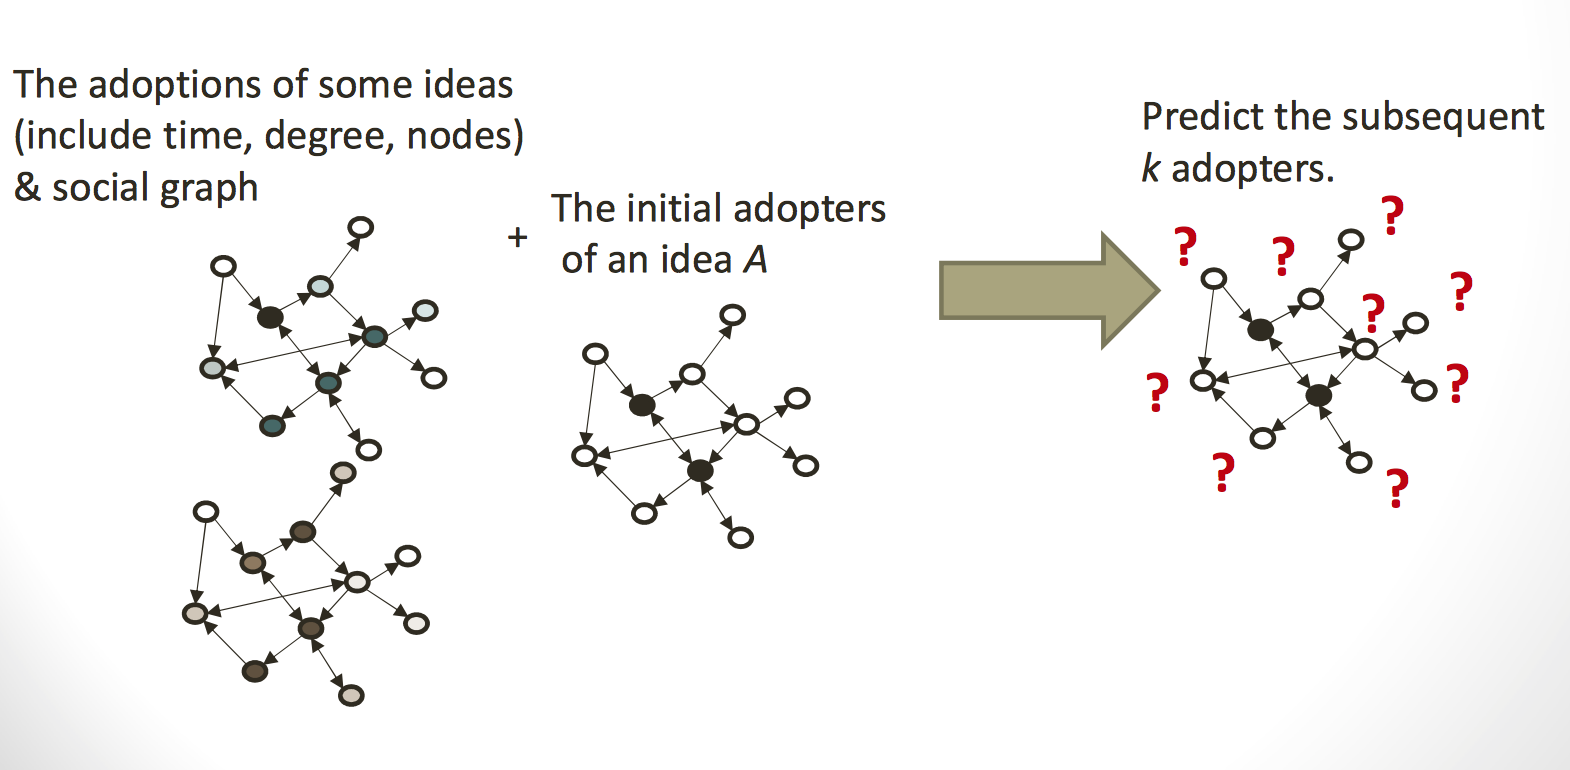 The adoptions of some ideas
(include time, degree, nodes)
& social graph
+
The initial adopters
of an idea A
Predict the subsequent
k adopters.
?
?
?
?
?
?
?
?
?